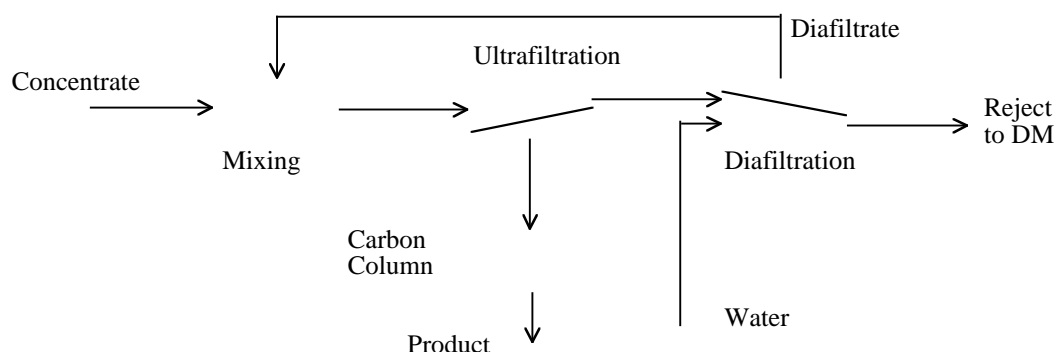 Diafiltrate
Ultrafiltration
Concentrate
Reject
to DM
Mixing
Diafiltration
Carbon
Column
Water
Product